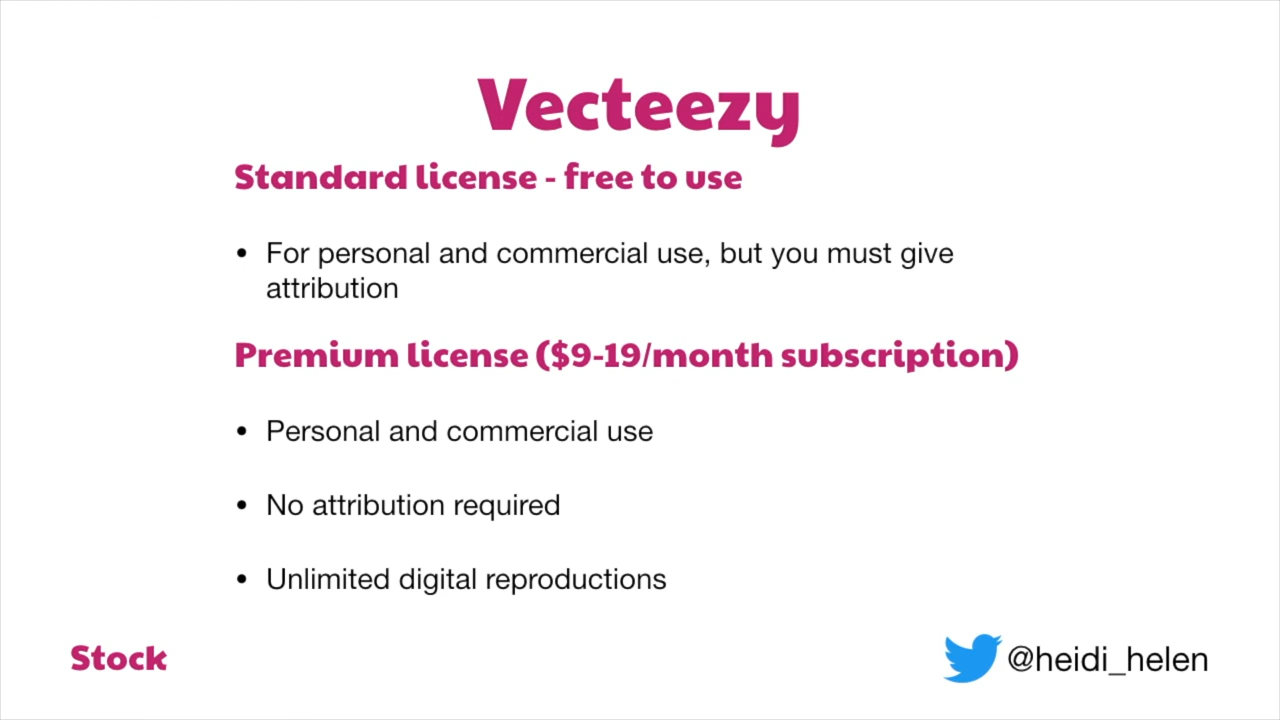 Vecteezy
Standard license - free to use
• For personal and commercial use, but you must give
attribution
Premium license ($9-19/month subscription)
• Personal and commercial use
• No attribution required
• Unlimited digital reproductions
Stock
@heidi_helen